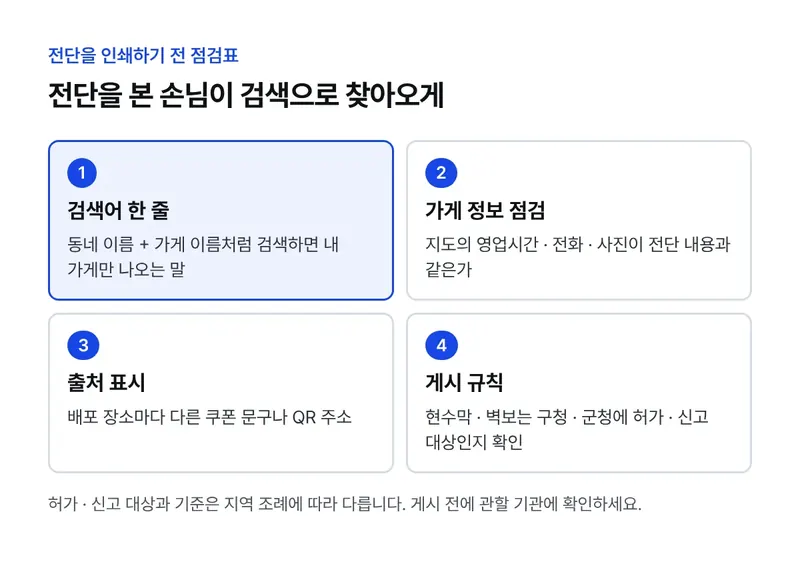 전단을 인쇄하기 전 점검표
전단을 본 손님이 검색으로 찾아오게
1
검색어 한 줄
동네 이름 + 가게 이름처럼 검색하면 내
가게만 나오는 말
2
가게 정보 점검
지도의 영업시간 · 전화 · 사진이 전단 내용과
같은가
3
출처 표시
배포 장소마다 다른 쿠폰 문구나 QR 주소
4
게시 규칙
현수막 · 벽보는 구청 · 군청에 허가 · 신고
대상인지 확인
허가 · 신고 대상과 기준은 지역 조례에 따라 다릅니다. 게시 전에 관할 기관에 확인하세요.